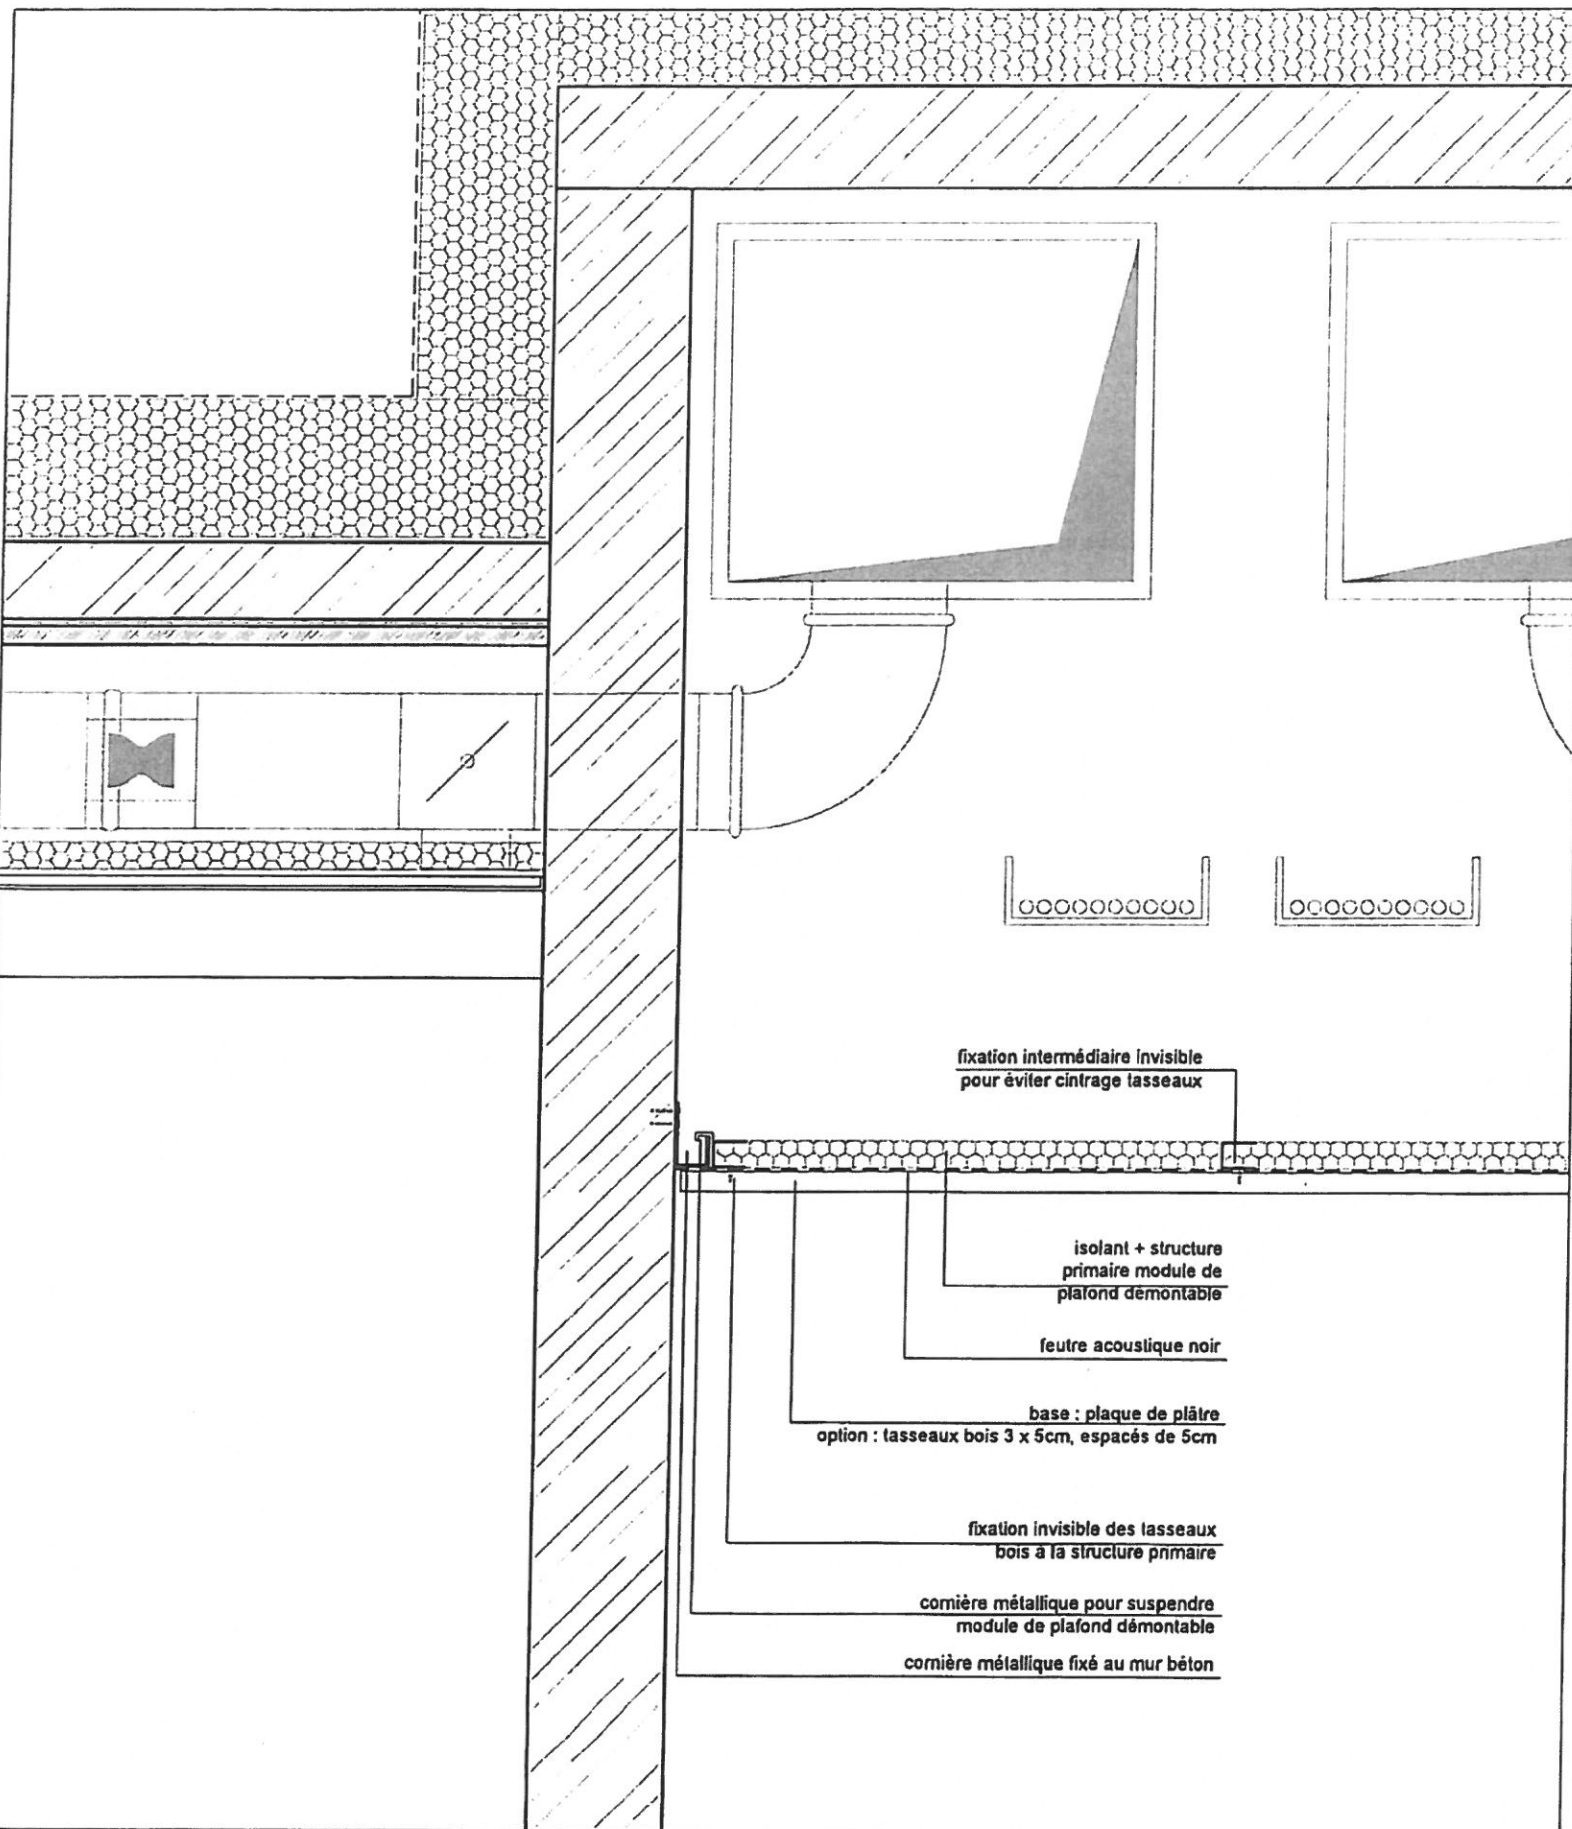 fixation intermédiaire invisible
pour éviter cintrage tasseaux
isolant + structure
primaire module de
plafond démontable
feutre acoustique noir
base : plaque de plâtre
option : tasseaux bois 3 x 5cm, espacés de 5cm
fixation invisible des tasseaux
bois à la structure primaire
cornière métallique pour suspendre
module de plafond démontable
cornière métallique fixé au mur béton